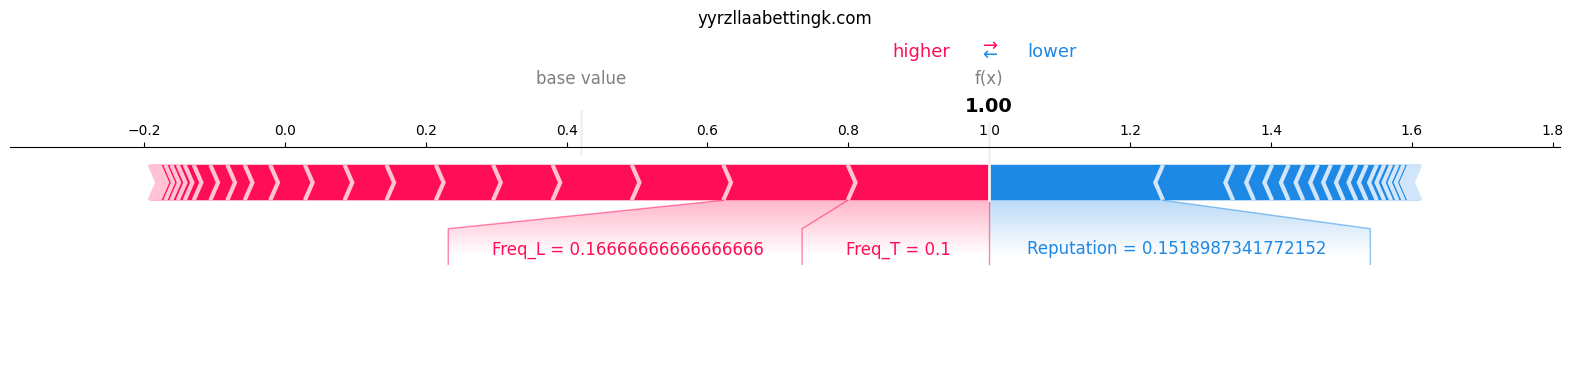 yyrzllaabettingk.com
higher ⇄ lower
base value f(x)
1.00
−0.2 0.0 0.2 0.4 0.6 0.8 1.0 1.2 1.4 1.6 1.8
Freq_L = 0.16666666666666666 Freq_T = 0.1 Reputation = 0.1518987341772152